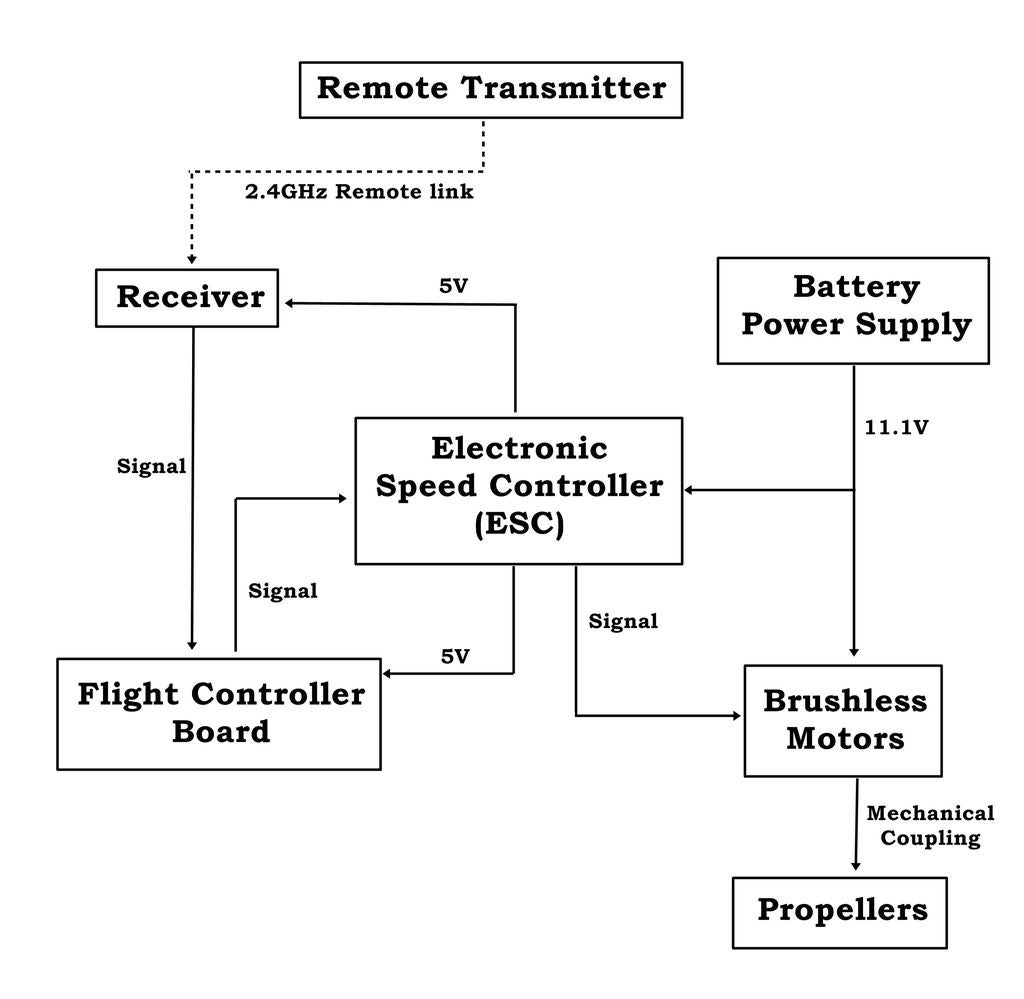 Remote Transmitter
2.4GHz Remote link
Receiver
5V
Battery
Power Supply
11.1V
Electronic
Speed Controller
(ESC)
Signal
Signal
Signal
5V
Flight Controller
Board
Brushless
Motors
Mechanical
Coupling
Propellers